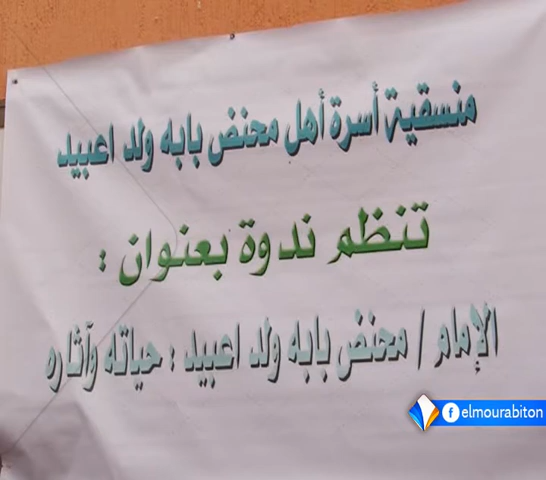 منسقية أسرة أهل محنض بابه ولد اعبيد
تنظم ندوة بعنوان :
الإمام / محنض بابه ولد اعبيد : حياته وآثاره
elmourabiton